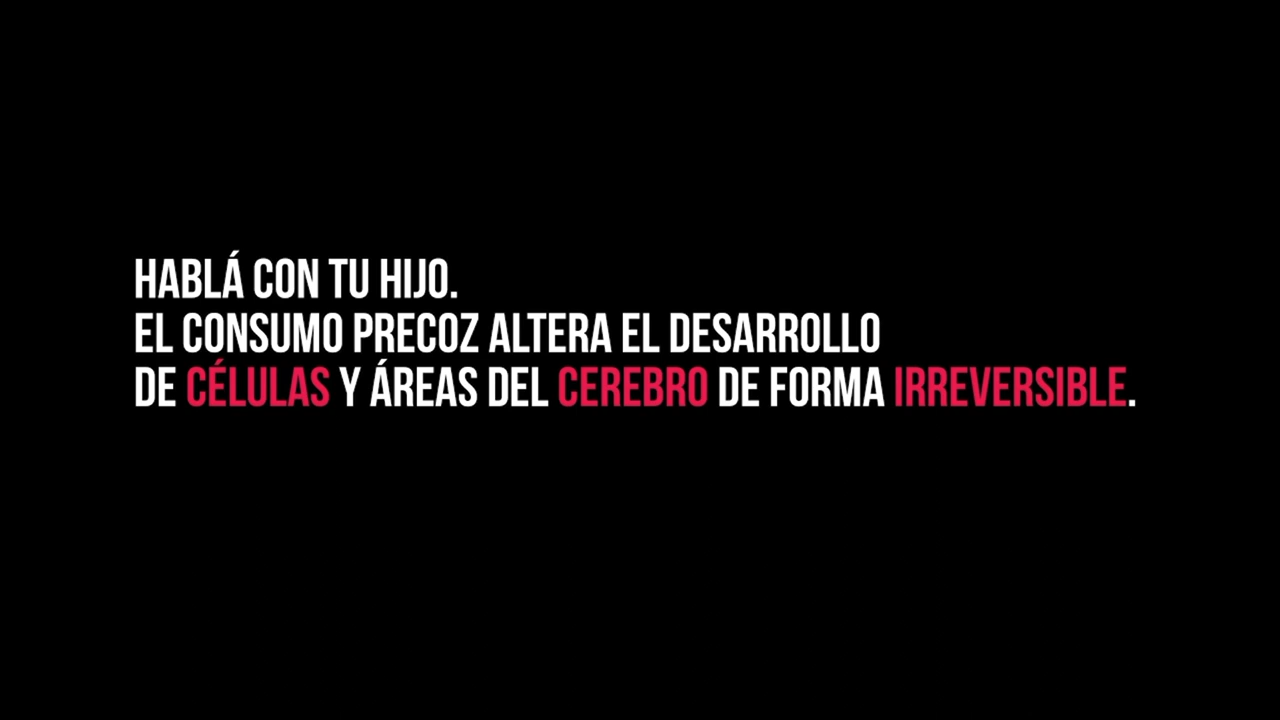 HABLÁ CON TU HIJO.
EL CONSUMO PRECOZ ALTERA EL DESARROLLO
DE CÉLULAS Y ÁREAS DEL CEREBRO DE FORMA IRREVERSIBLE.